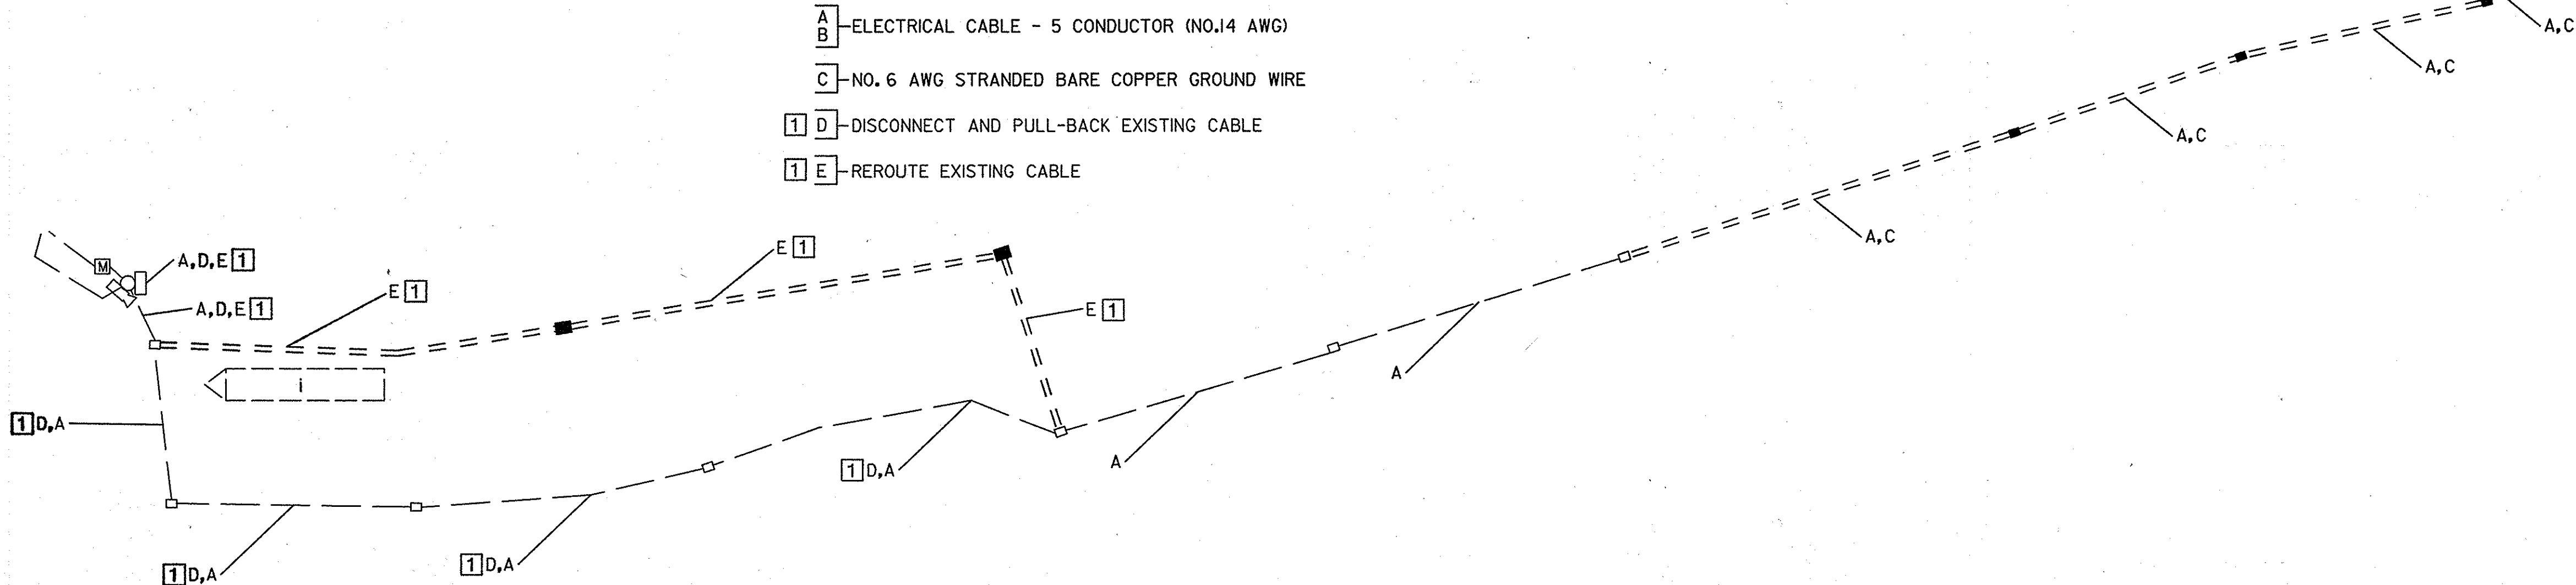 A
B ELECTRICAL CABLE - 5 CONDUCTOR (NO.14 AWG)
C NO. 6 AWG STRANDED BARE COPPER GROUND WIRE
1 D DISCONNECT AND PULL-BACK EXISTING CABLE
1 E REROUTE EXISTING CABLE
A,C
A,C
A,C
A,C
E 1
M
A,D,E 1
E 1
A,D,E 1
E 1
i
A
1 D,A
A
1 D,A
1 D,A
1 D,A